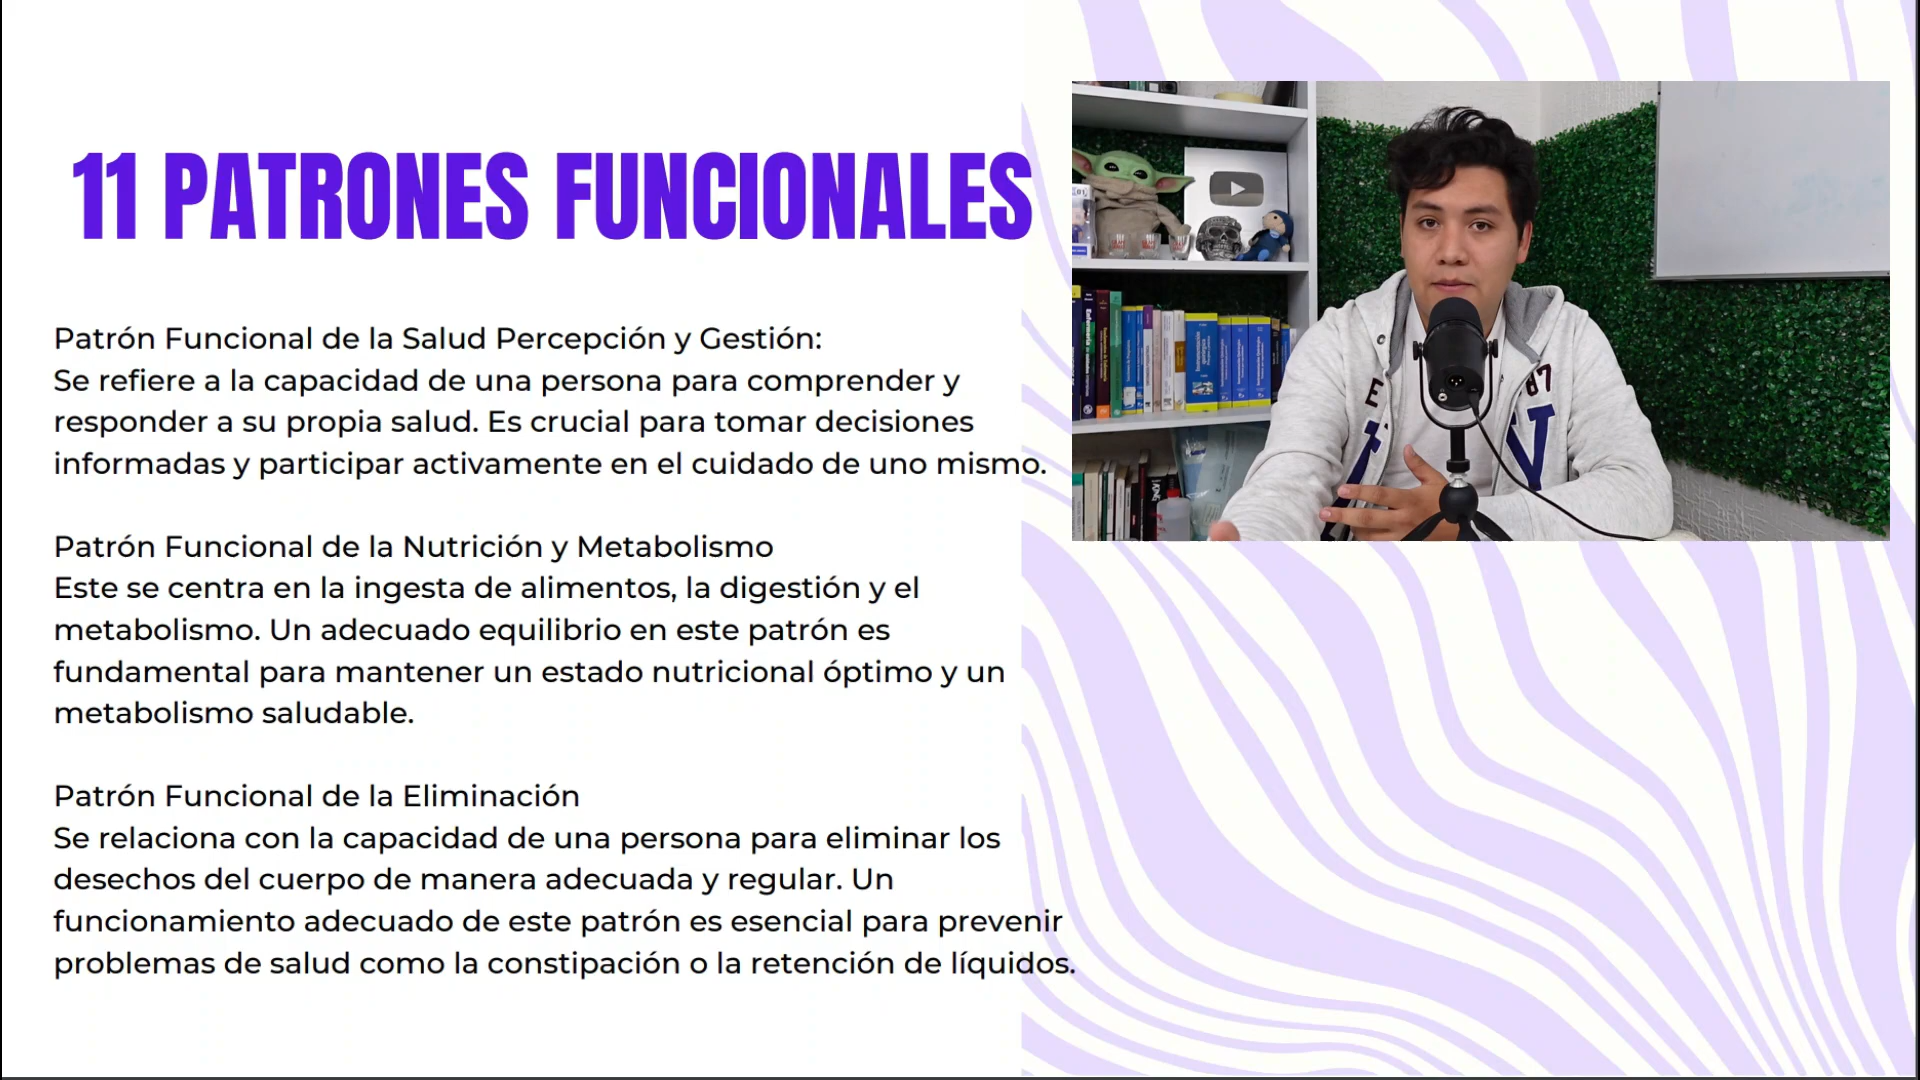 11 PATRONES FUNCIONALES
Patrón Funcional de la Salud Percepción y Gestión:
Se refiere a la capacidad de una persona para comprender y
responder a su propia salud. Es crucial para tomar decisiones
informadas y participar activamente en el cuidado de uno mismo.
Patrón Funcional de la Nutrición y Metabolismo
Este se centra en la ingesta de alimentos, la digestión y el
metabolismo. Un adecuado equilibrio en este patrón es
fundamental para mantener un estado nutricional óptimo y un
metabolismo saludable.
Patrón Funcional de la Eliminación
Se relaciona con la capacidad de una persona para eliminar los
desechos del cuerpo de manera adecuada y regular. Un
funcionamiento adecuado de este patrón es esencial para prevenir
problemas de salud como la constipación o la retención de líquidos.
E
87